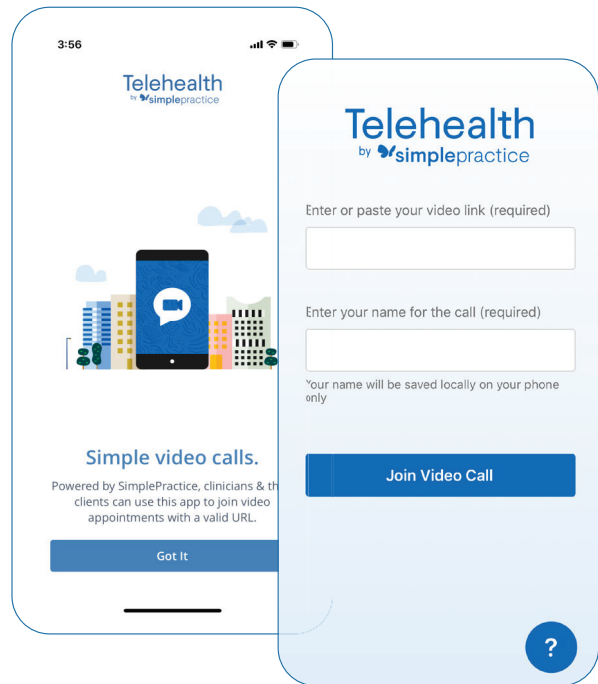 3:56
Telehealth
by simplepractice
Simple video calls.
Powered by SimplePractice, clinicians & th
clients can use this app to join video
appointments with a valid URL.
Got It
Telehealth
by simplepractice
Enter or paste your video link (required)
Enter your name for the call (required)
Your name will be saved locally on your phone
only
Join Video Call
?